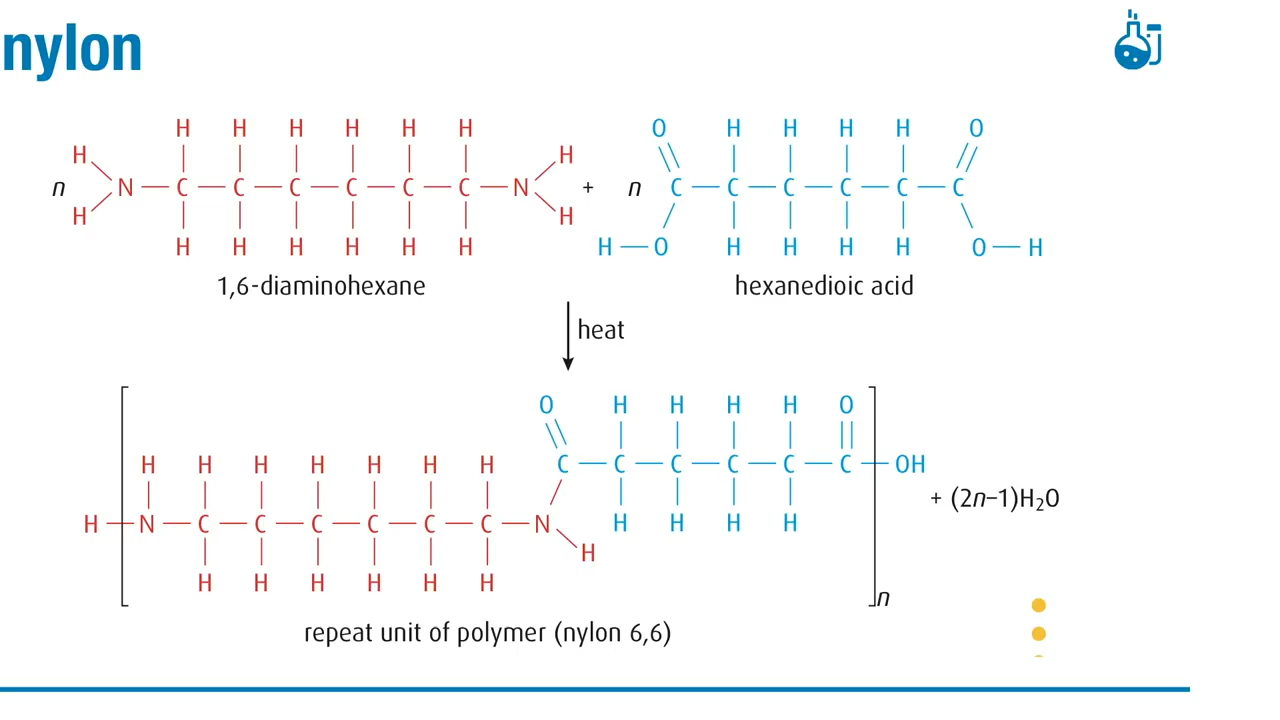 nylon
H H H H H H H O H H H H O
n N — C — C — C — C — C — C — N + n C — C — C — C — C — C
H H H H H H H H H — O H H H H O — H
H H
1,6-diaminohexane
hexanedioic acid
heat
O H H H H O
C — C — C — C — C — C — OH
H H H H H H H
H H H H
H — N — C — C — C — C — C — C — N
H
H H H H H H
n
+ (2n–1)H₂O
repeat unit of polymer (nylon 6,6)